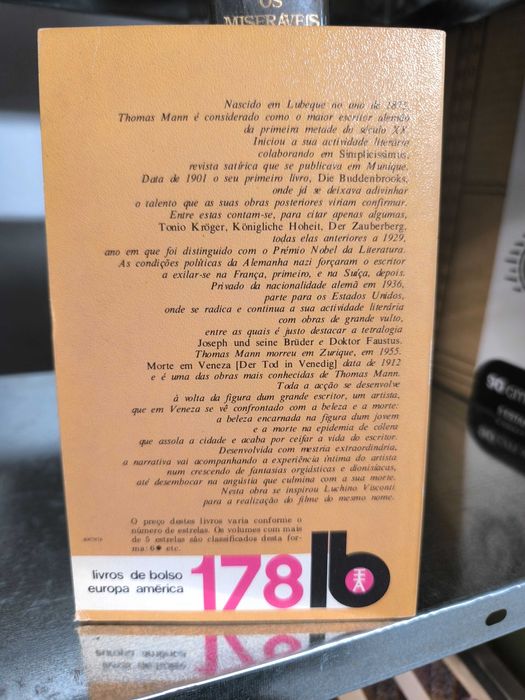 OS
MISERÁVEIS
Nascido em Lubeque no ano de 1875,
Thomas Mann é considerado como o maior escritor alemão
da primeira metade do século XX.
Iniciou a sua actividade literária
colaborando em Simplicissimus,
revista satírica que se publicava em Munique.
Data de 1901 o seu primeiro livro, Die Buddenbrooks,
onde já se deixava adivinhar
o talento que as suas obras posteriores viriam confirmar.
Entre estas contam-se, para citar apenas algumas,
Tonio Kröger, Königliche Hoheit, Der Zauberberg,
todas elas anteriores a 1929,
ano em que foi distinguido com o Prémio Nobel da Literatura.
As condições políticas da Alemanha nazi forçaram o escritor
a exilar-se na França, primeiro, e na Suíça, depois.
Privado da nacionalidade alemã em 1936,
parte para os Estados Unidos,
onde se radica e continua a sua actividade literária
com obras de grande vulto,
entre as quais é justo destacar a tetralogia
Joseph und seine Brüder e Doktor Faustus.
Thomas Mann morreu em Zurique, em 1955.
Morte em Veneza [Der Tod in Venedig] data de 1912
e é uma das obras mais conhecidas de Thomas Mann.
Toda a acção se desenvolve
à volta da figura dum grande escritor, um artista,
que em Veneza se vê confrontado com a beleza e a morte:
a beleza encarnada na figura dum jovem
e a morte na epidemia de cólera
que assola a cidade e acaba por ceifar a vida do escritor.
Desenvolvida com mestria extraordinária,
a narrativa vai acompanhando a experiência íntima do artista
num crescendo de fantasias orgiásticas e dionisíacas,
até desembocar na angústia que culmina com a sua morte.
Nesta obra se inspirou Luchino Visconti
para a realização do filme do mesmo nome.
O preço destes livros varia conforme o
número de estrelas. Os volumes com mais
de 5 estrelas são classificados desta for-
ma: 6★ etc.
livros de bolso
europa américa
178 lb